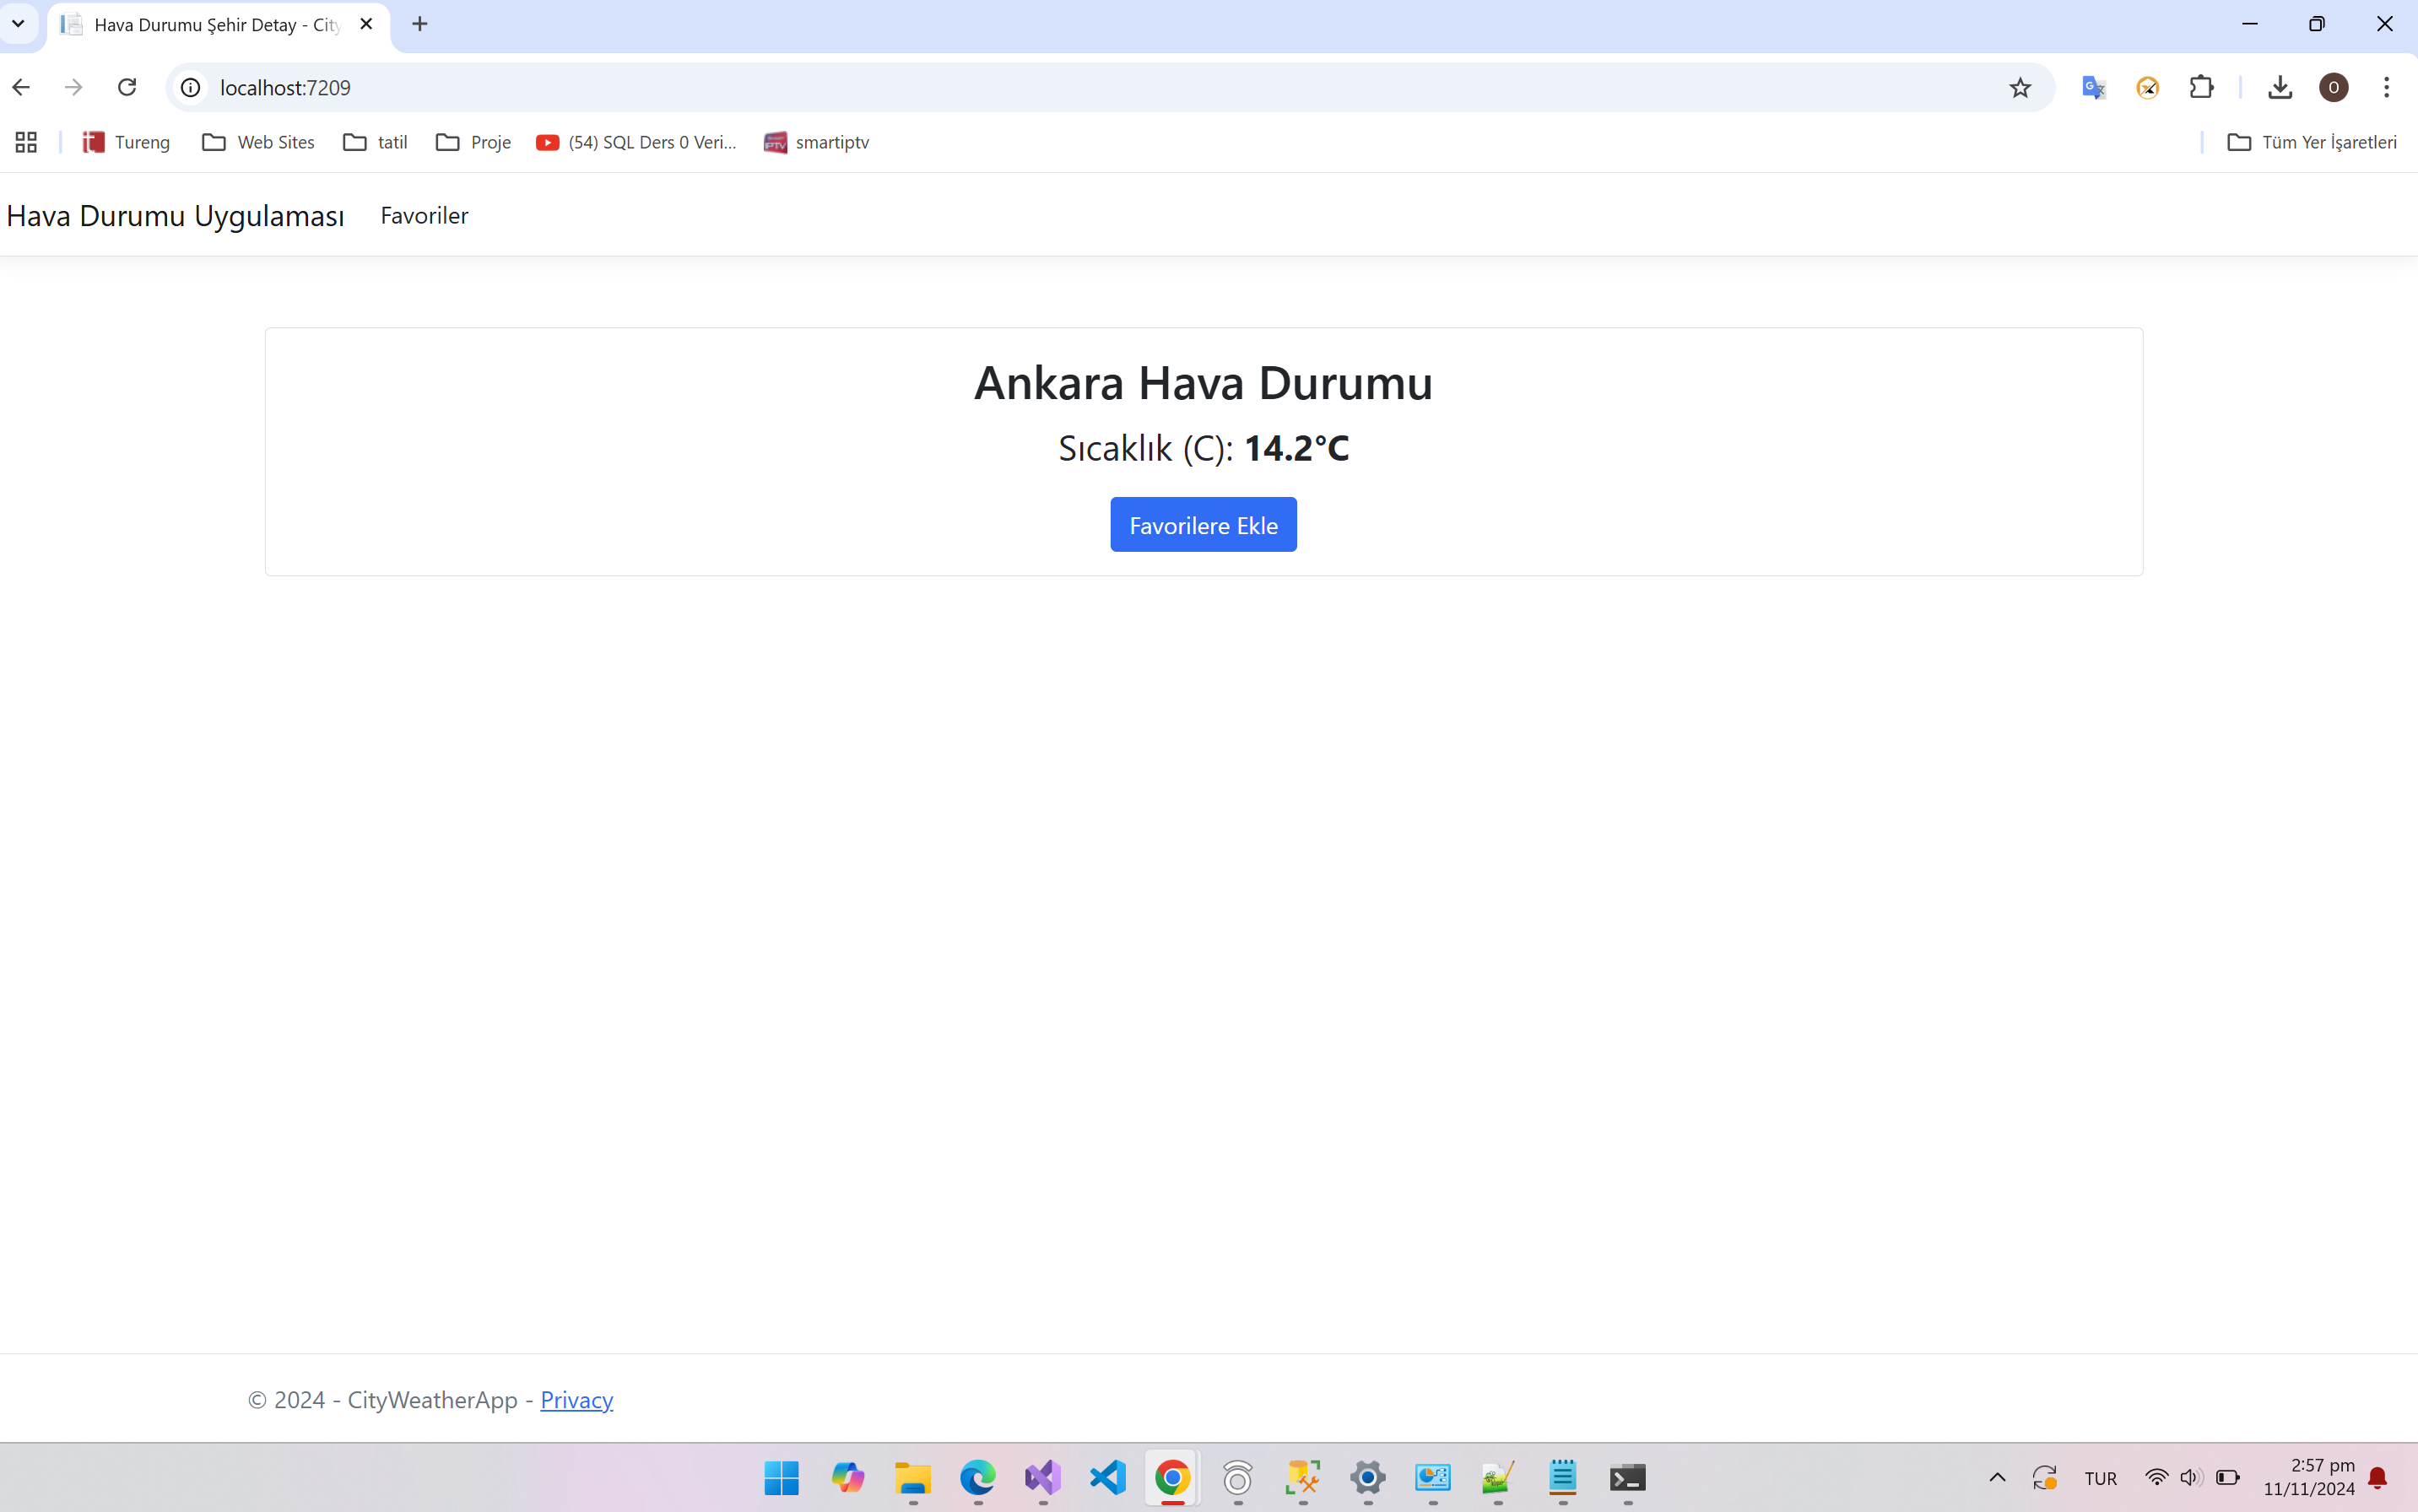 Hava Durumu Şehir Detay - City
localhost:7209
O
Tureng
Web Sites
tatil
Proje
(54) SQL Ders 0 Veri...
smartiptv
Tüm Yer İşaretleri
Hava Durumu Uygulaması
Favoriler
Ankara Hava Durumu
Sıcaklık (C): 14.2°C
Favorilere Ekle
© 2024 - CityWeatherApp - Privacy
TUR
2:57 pm
11/11/2024